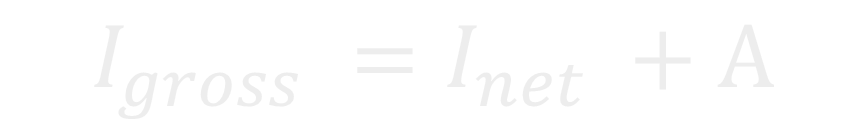 I_gross = I_net + A